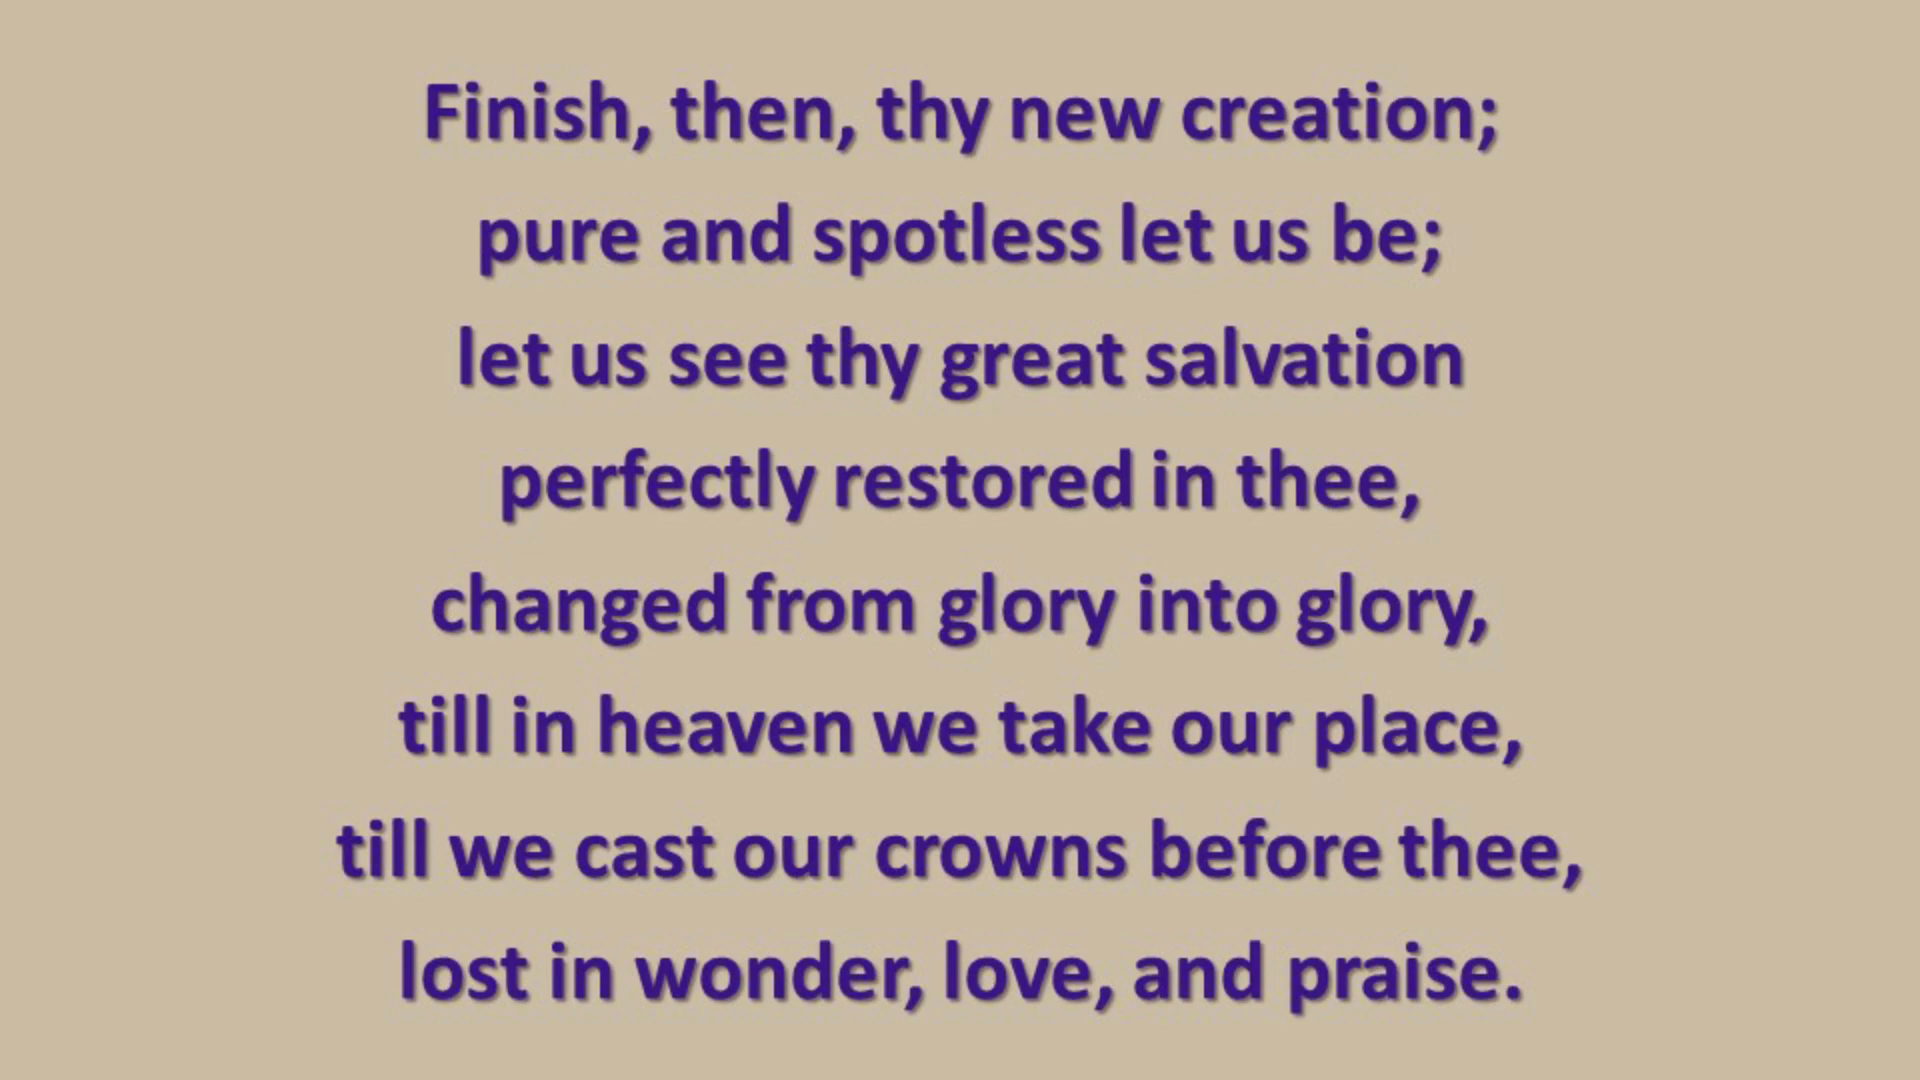 Finish, then, thy new creation;
pure and spotless let us be;
let us see thy great salvation
perfectly restored in thee,
changed from glory into glory,
till in heaven we take our place,
till we cast our crowns before thee,
lost in wonder, love, and praise.